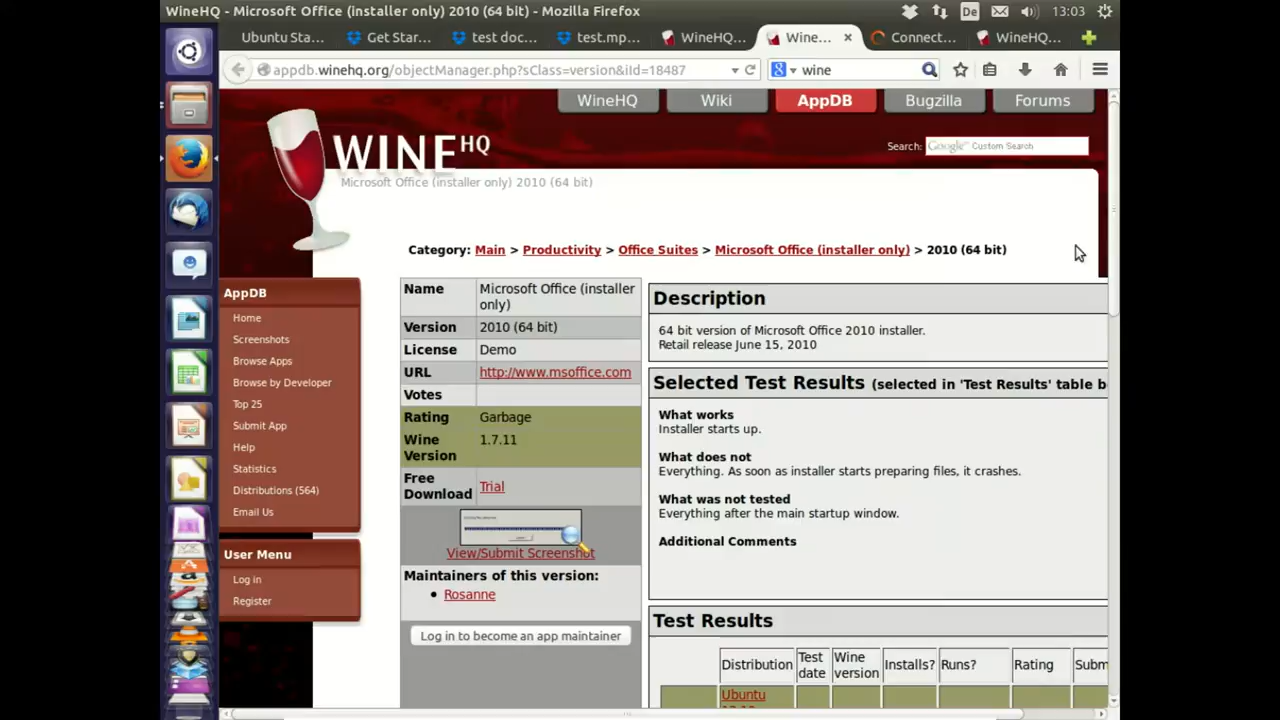 WineHQ - Microsoft Office (installer only) 2010 (64 bit) - Mozilla Firefox
De
13:03
Ubuntu Sta...
Get Star...
test doc...
test.mp...
WineHQ...
Wine...
Connect...
WineHQ...
appdb.winehq.org/objectManager.php?sClass=version&iId=18487
wine
WineHQ
Wiki
AppDB
Bugzilla
Forums
WINE HQ
Search:
Google™ Custom Search
Microsoft Office (installer only) 2010 (64 bit)
Category: Main > Productivity > Office Suites > Microsoft Office (installer only) > 2010 (64 bit)
AppDB
Home
Screenshots
Browse Apps
Browse by Developer
Top 25
Submit App
Help
Statistics
Distributions (564)
Email Us
User Menu
Log in
Register
Name Microsoft Office (installer
only)
Version 2010 (64 bit)
License Demo
URL http://www.msoffice.com
Votes
Rating Garbage
Wine 1.7.11
Version
Free
Download Trial
View/Submit Screenshot
Maintainers of this version:
Rosanne
Log in to become an app maintainer
Description
64 bit version of Microsoft Office 2010 installer.
Retail release June 15, 2010
Selected Test Results (selected in 'Test Results' table b
What works
Installer starts up.
What does not
Everything. As soon as installer starts preparing files, it crashes.
What was not tested
Everything after the main startup window.
Additional Comments
Test Results
Distribution
Test
date
Wine
version
Installs?
Runs?
Rating
Subm
Ubuntu